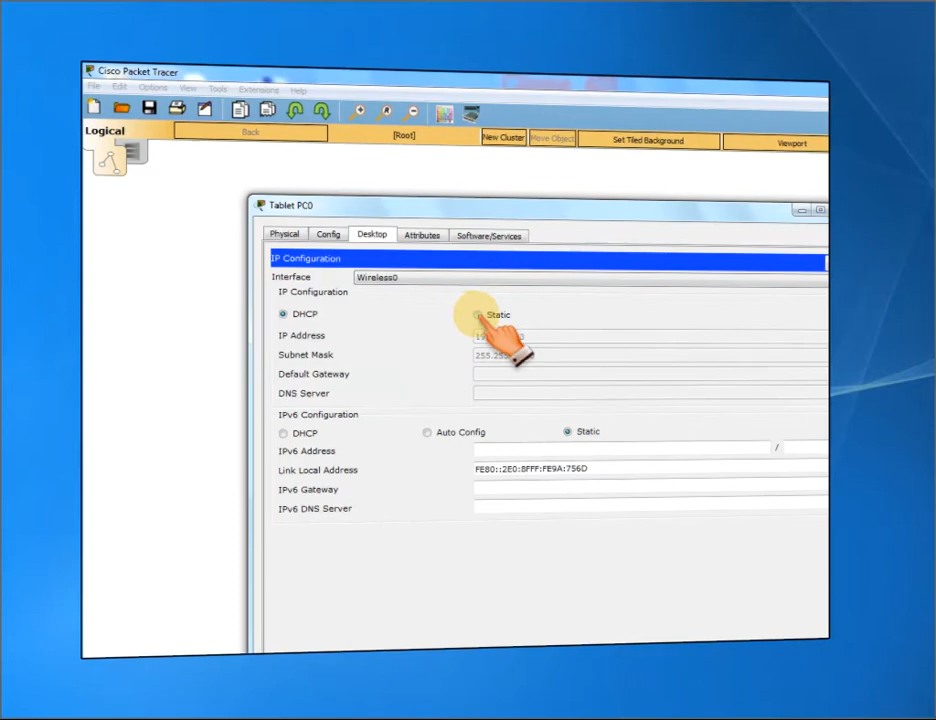 Cisco Packet Tracer
File Edit Options View Tools Extensions Help
Logical Back [Root] New Cluster Move Object Set Tiled Background Viewport
Tablet PC0
Physical Config Desktop Attributes Software/Services
IP Configuration
Interface Wireless0
IP Configuration
DHCP Static
IP Address
Subnet Mask
Default Gateway
DNS Server
IPv6 Configuration
DHCP Auto Config Static
IPv6 Address /
Link Local Address FE80::2E0:8FFF:FE9A:756D
IPv6 Gateway
IPv6 DNS Server